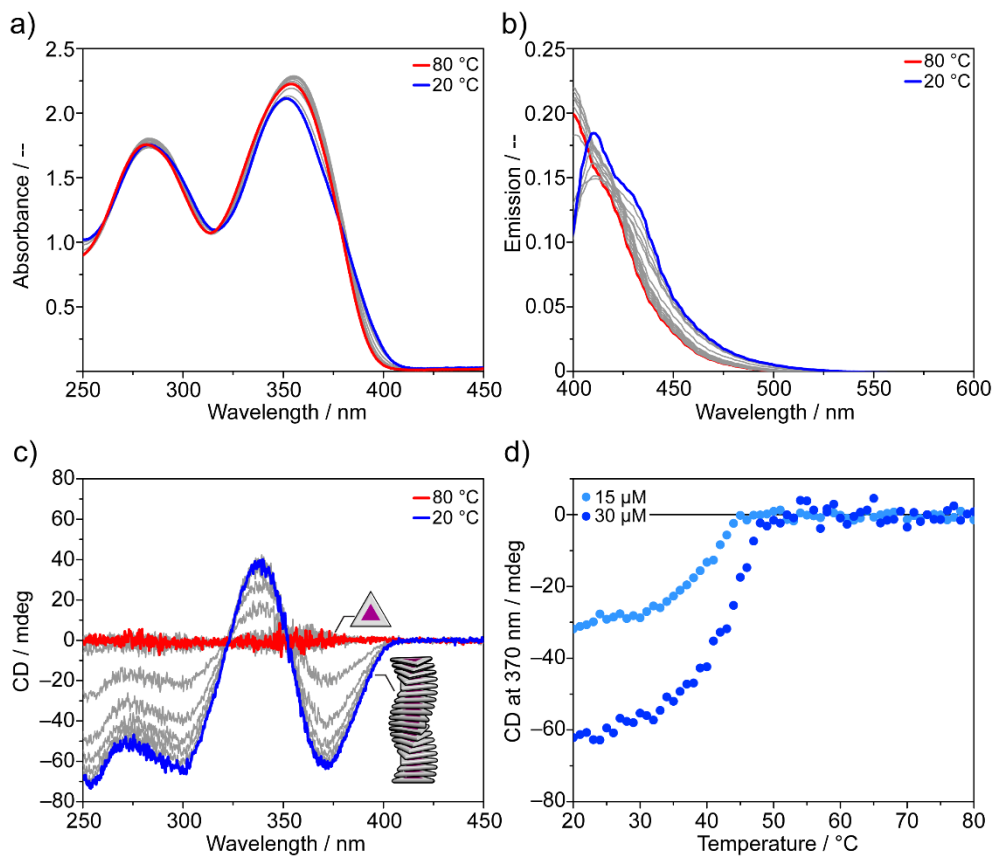 a)
2.5
2.0
1.5
1.0
0.5
250 300 350 400 450
Absorbance / --
Wavelength / nm
80 °C
20 °C
b)
0.25
0.20
0.15
0.10
0.05
0
400 450 500 550 600
Emission / --
Wavelength / nm
80 °C
20 °C
c)
80
60
40
20
0
–20
–40
–60
–80
250 300 350 400 450
CD / mdeg
Wavelength / nm
80 °C
20 °C
d)
0
–20
–40
–60
–80
20 30 40 50 60 70 80
CD at 370 nm / mdeg
Temperature / °C
15 µM
30 µM